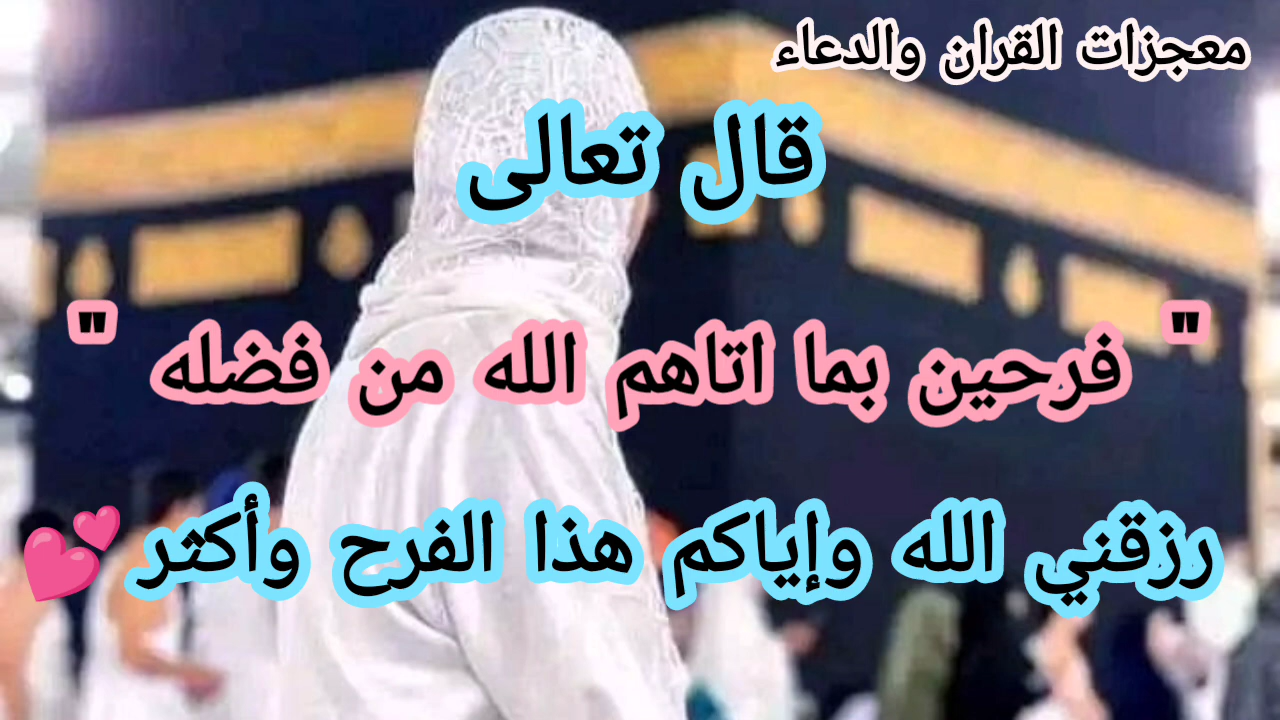 معجزات القران والدعاء
قال تعالى
" فرحين بما اتاهم الله من فضله "
رزقني الله وإياكم هذا الفرح وأكثر 💕